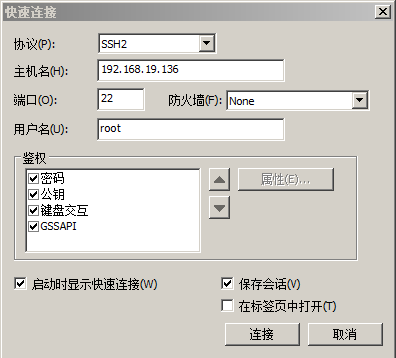 快速连接
协议(P): SSH2
主机名(H): 192.168.19.136
端口(O): 22 防火墙(F): None
用户名(U): root
鉴权
密码
公钥
键盘交互
GSSAPI
属性(E)...
启动时显示快速连接(W) 保存会话(V)
在标签页中打开(T)
连接 取消